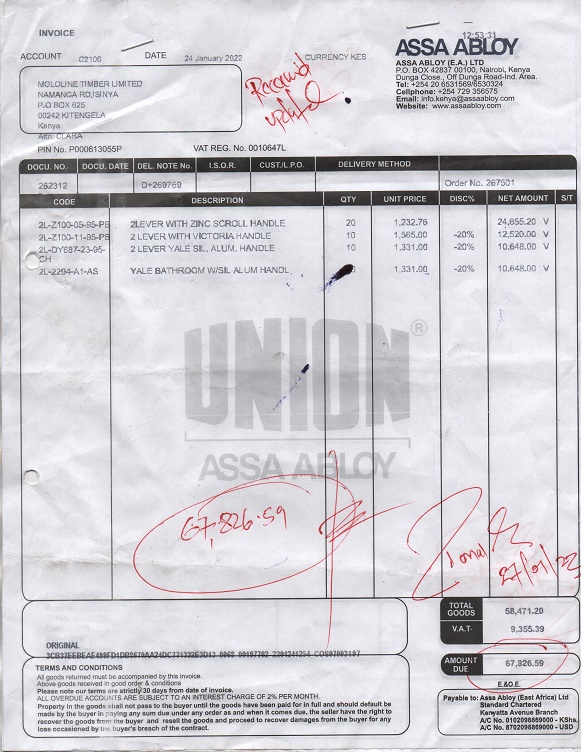 INVOICE
12:53:31
ACCOUNT C2106 DATE 24 January 2022 CURRENCY KES
ASSA ABLOY
ASSA ABLOY (E.A.) LTD
P.O. BOX 42837 00100, Nairobi, Kenya
Dunga Close., Off Dunga Road-Ind. Area.
Tel: +254 20 6531569/6530324
Cellphone: +254 729 356575
Email: info.kenya@assaabloy.com
Website: www.assaabloy.com
MOLOLINE TIMBER LIMITED
NAMANGA RD,ISINYA
P.O BOX 625
00242 KITENGELA
Kenya
Attn: CLARA
Received
updated
PIN No. P000613055P VAT REG. No. 0010647L
DOCU. NO. DOCU. DATE DEL. NOTE No. I.S.O.R. CUST./L.P.O. DELIVERY METHOD
262312 D+269769 Order No. 267501
CODE DESCRIPTION QTY UNIT PRICE DISC% NET AMOUNT S/T
2L-Z100-05-95-PB 2LEVER WITH ZINC SCROLL HANDLE 20 1,232.76 24,655.20 V
2L-Z100-11-95-PB 2 LEVER WITH VICTORIA HANDLE 10 1,565.00 -20% 12,520.00 V
2L-DY687-23-95-CH 2 LEVER YALE SIL. ALUM. HANDLE 10 1,331.00 -20% 10,648.00 V
2L-2294-A1-AS YALE BATHROOM W/SIL ALUM HANDL 1,331.00 -20% 10,648.00 V
UNION®
ASSA ABLOY
67,826.59
27/01/22
TOTAL GOODS 58,471.20
V.A.T. 9,355.39
ORIGINAL
AMOUNT DUE 67,826.59
E.&O.E.
TERMS AND CONDITIONS
All goods returned must be accompanied by this invoice.
Above goods received in good order & conditions
Please note our terms are strictly 30 days from date of invoice.
ALL OVERDUE ACCOUNTS ARE SUBJECT TO AN INTEREST CHARGE OF 2% PER MONTH.
Property in the goods shall not pass to the buyer until the goods have been paid for in full and should default be
made by the buyer in paying any sum due under any order as and when it comes due, the seller have the right to
recover the goods from the buyer and resell the goods and proceed to recover damages from the buyer for any
loss occasioned by the buyer's breach of the contract.
Payable to: Assa Abloy (East Africa) Ltd
Standard Chartered
Kenyatta Avenue Branch
A/C No. 0102098869000 - KShs.
A/C No. 8702098869000 - USD